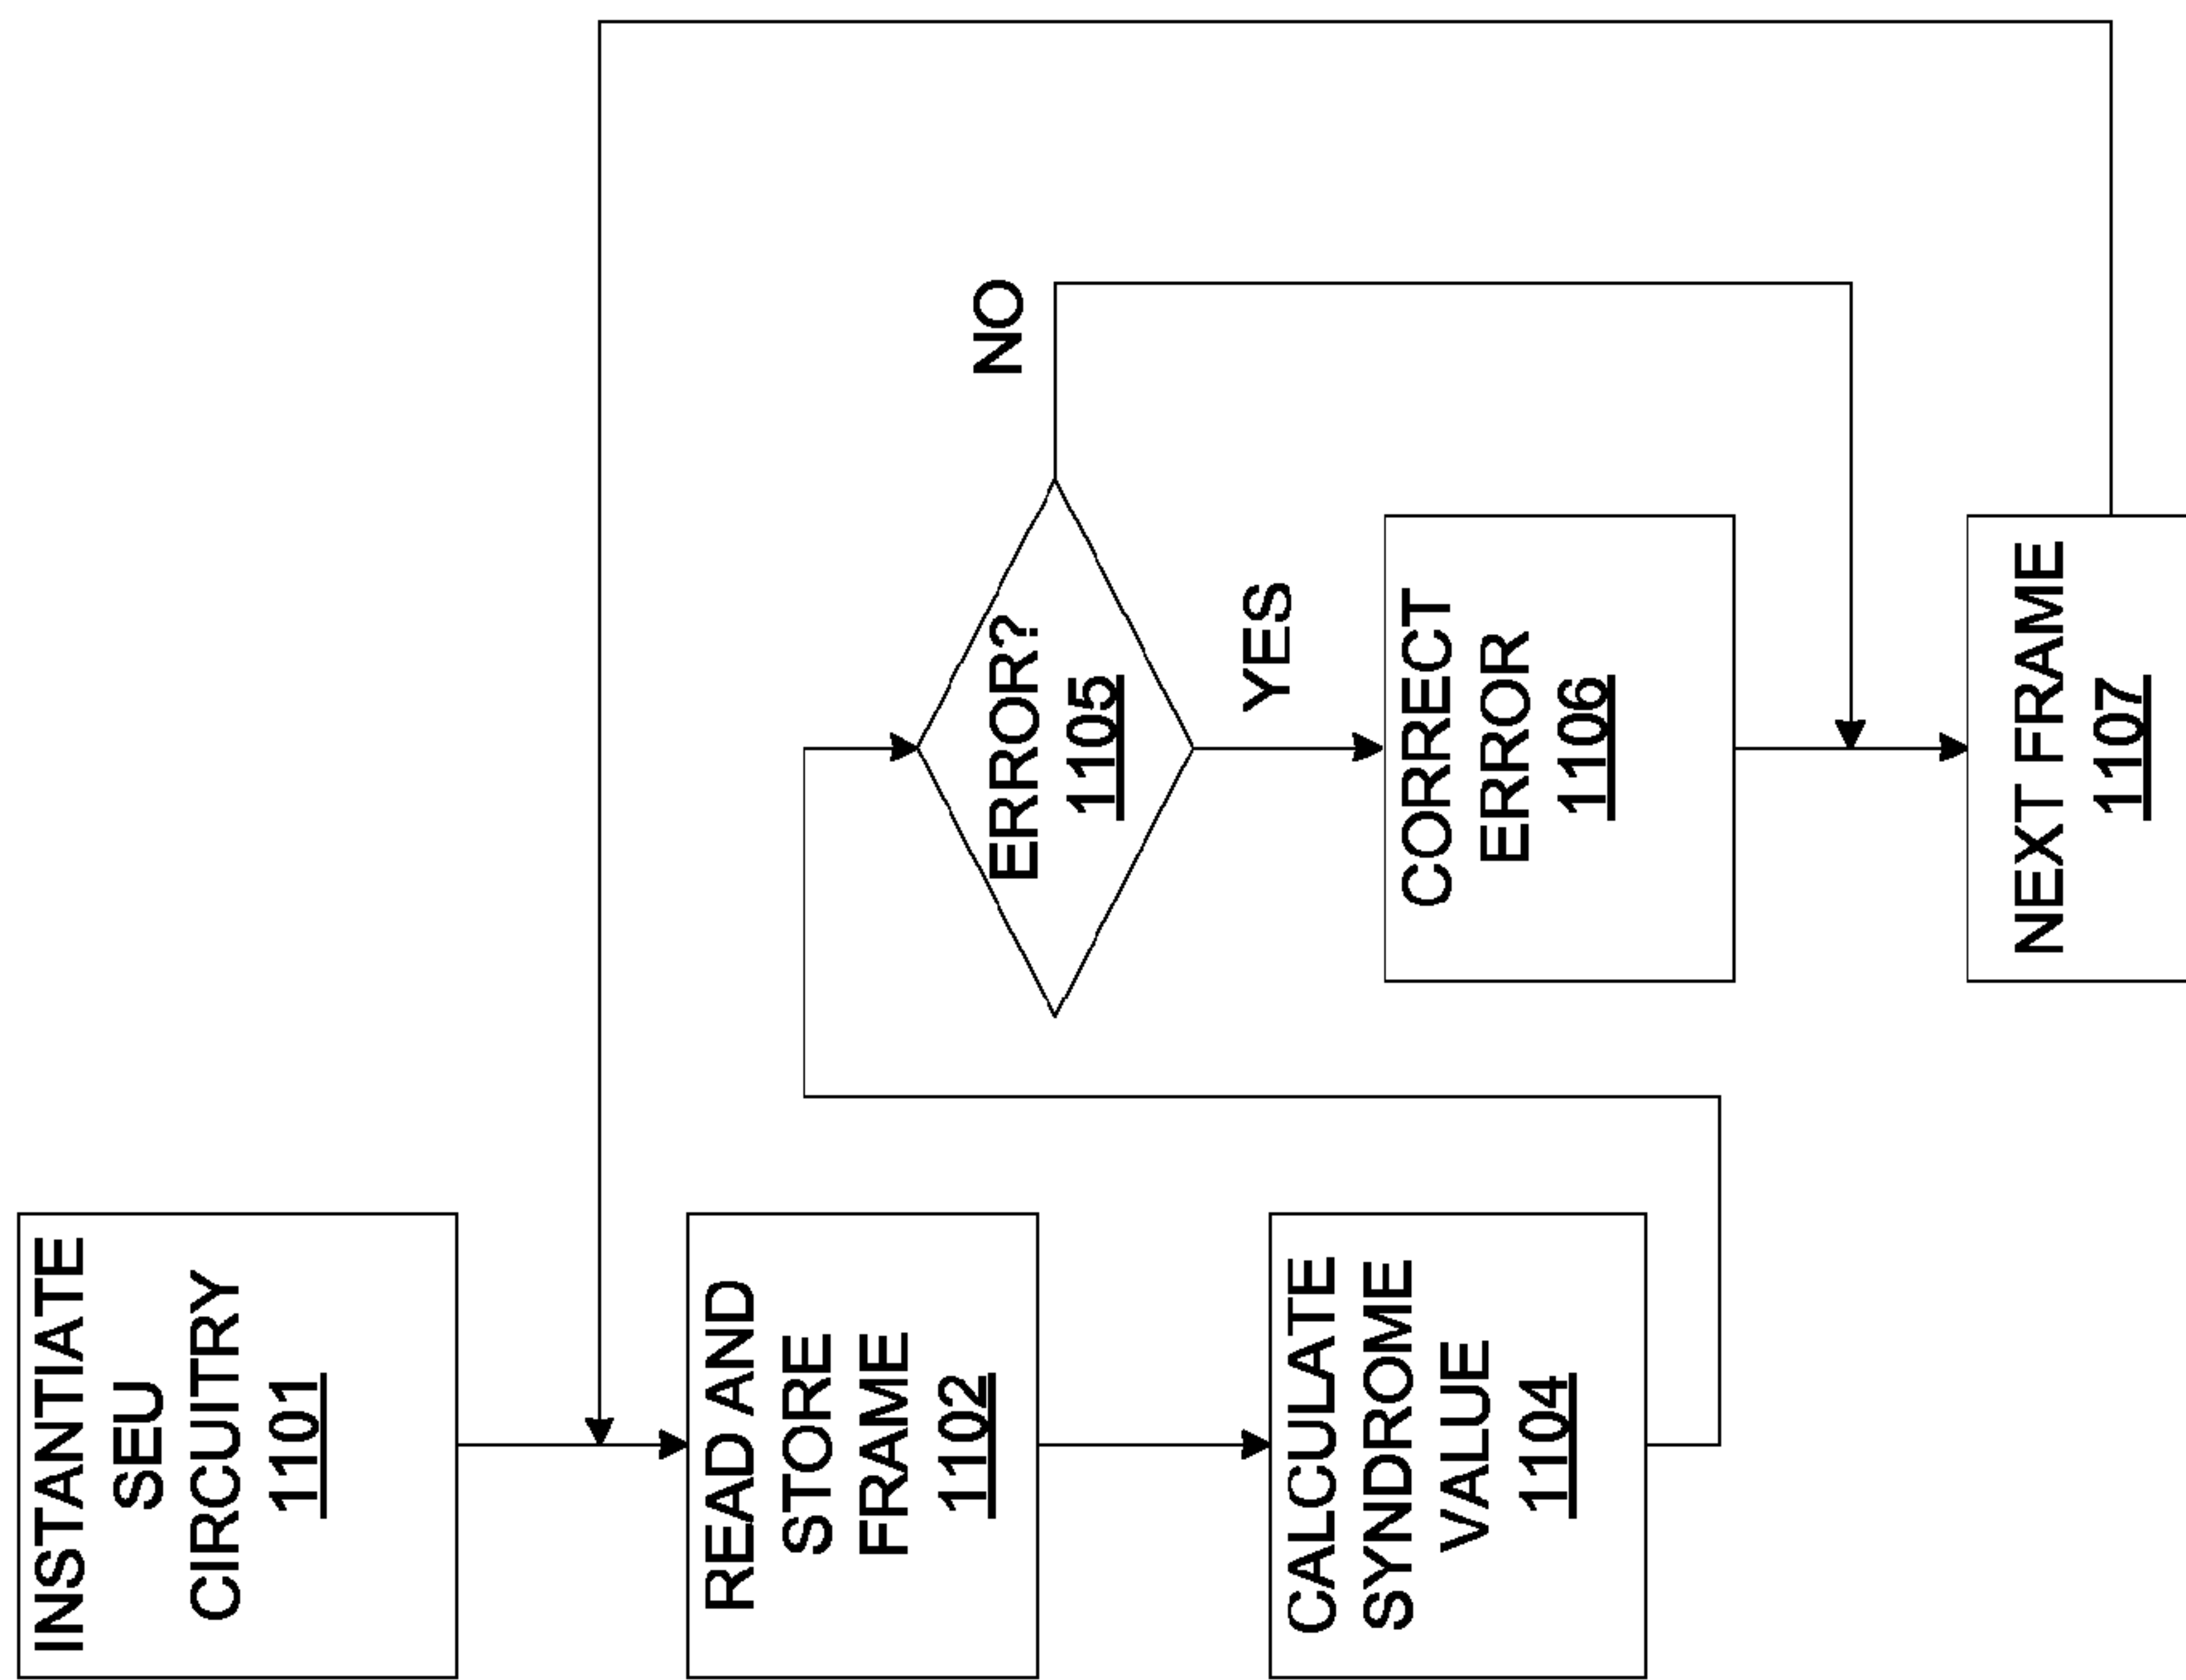 INSTANTIATE
SEU
CIRCUITRY
1101
READ AND
STORE
FRAME
1102
CALCULATE
SYNDROME
VALUE
1104
ERROR?
1105
NO
YES
CORRECT
ERROR
1106
NEXT FRAME
1107